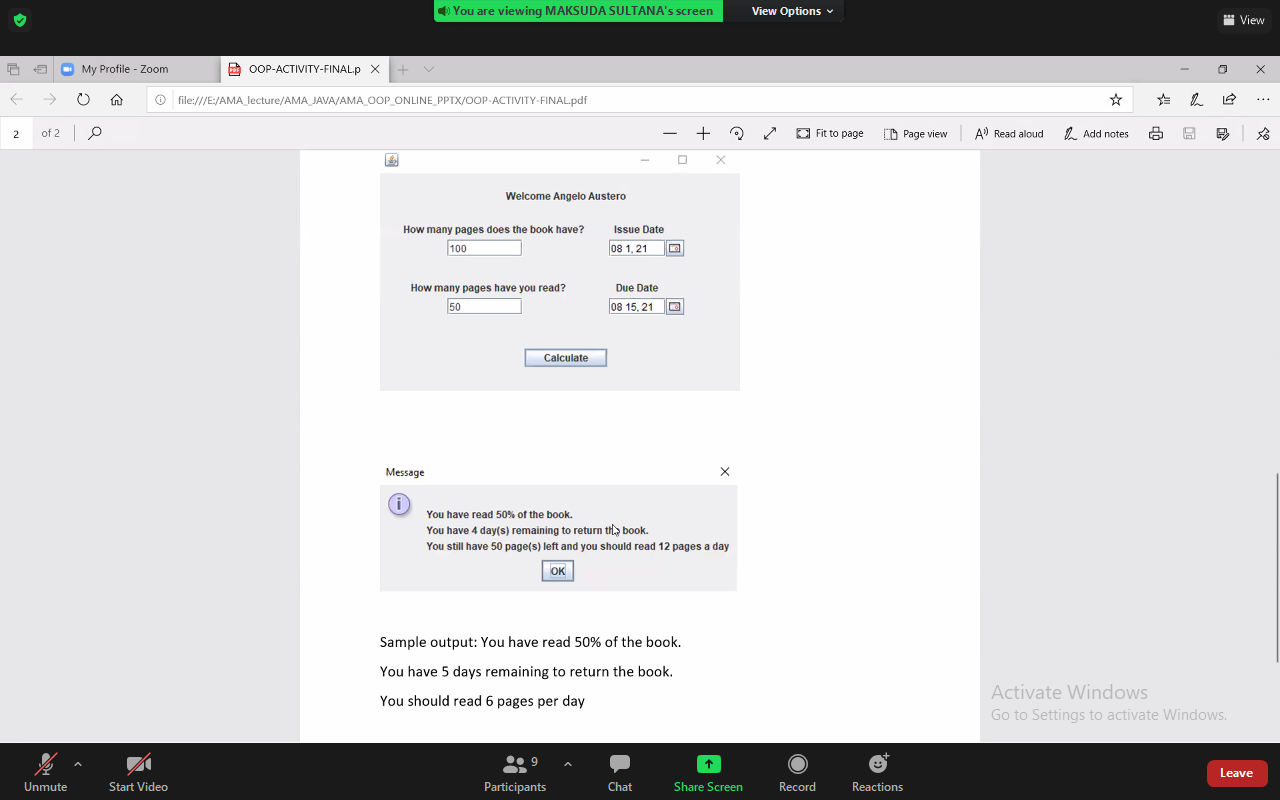 You are viewing MAKSUDA SULTANA's screen
View Options
View
My Profile - Zoom
OOP-ACTIVITY-FINAL.p
file:///E:/AMA_lecture/AMA_JAVA/AMA_OOP_ONLINE_PPTX/OOP-ACTIVITY-FINAL.pdf
2 of 2
Fit to page
Page view
Read aloud
Add notes
Welcome Angelo Austero
How many pages does the book have?
Issue Date
100
08 1, 21
How many pages have you read?
Due Date
50
08 15, 21
Calculate
Message
You have read 50% of the book.
You have 4 day(s) remaining to return the book.
You still have 50 page(s) left and you should read 12 pages a day
OK
Sample output: You have read 50% of the book.
You have 5 days remaining to return the book.
You should read 6 pages per day
Activate Windows
Go to Settings to activate Windows.
Unmute
Start Video
9
Participants
Chat
Share Screen
Record
Reactions
Leave